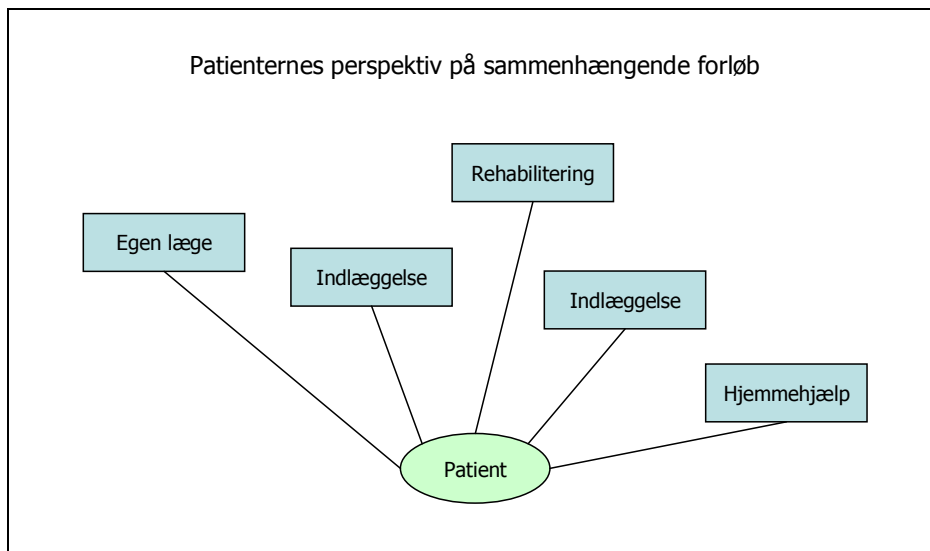 Patienternes perspektiv på sammenhængende forløb
Rehabilitering
Egen læge
Indlæggelse
Indlæggelse
Hjemmehjælp
Patient